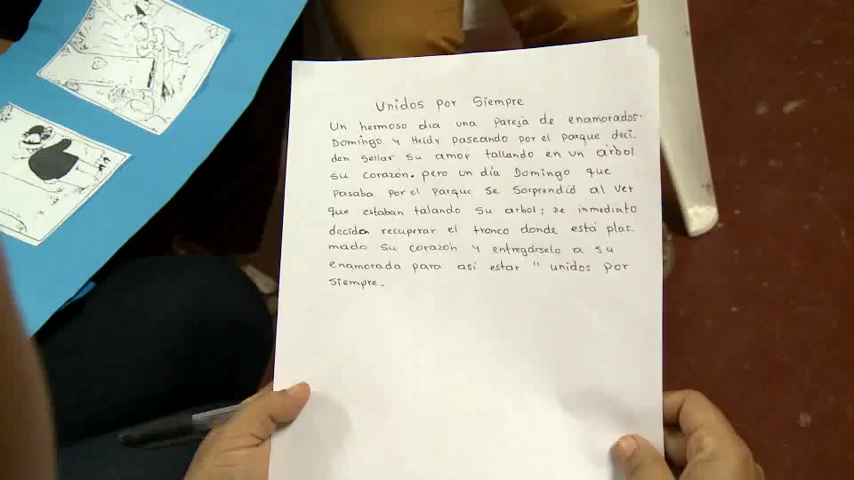 Unidos por Siempre
Un hermoso día una pareja de enamorados.
Domingo y Heidy paseando por el parque deci.
den sellar su amor tallando en un árbol
su corazón. pero un día Domingo que
pasaba por el parque se sorprendió al ver
que estaban talando su arbol; De inmediato
deciden recuperar el tronco donde está plas.
mado su corazón y entregárselo a su
enamorada para asi estar " unidos por
siempre.